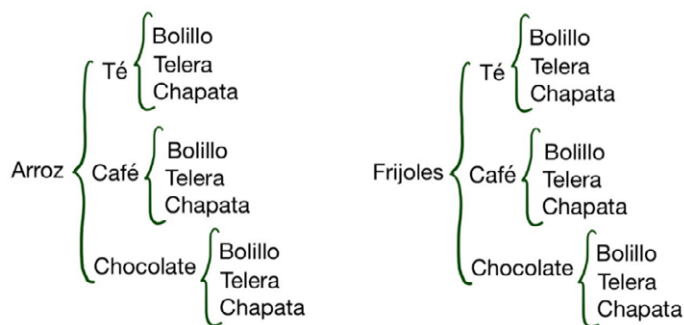 Arroz
Té
Bolillo
Telera
Chapata
Café
Bolillo
Telera
Chapata
Chocolate
Bolillo
Telera
Chapata
Frijoles
Té
Bolillo
Telera
Chapata
Café
Bolillo
Telera
Chapata
Chocolate
Bolillo
Telera
Chapata